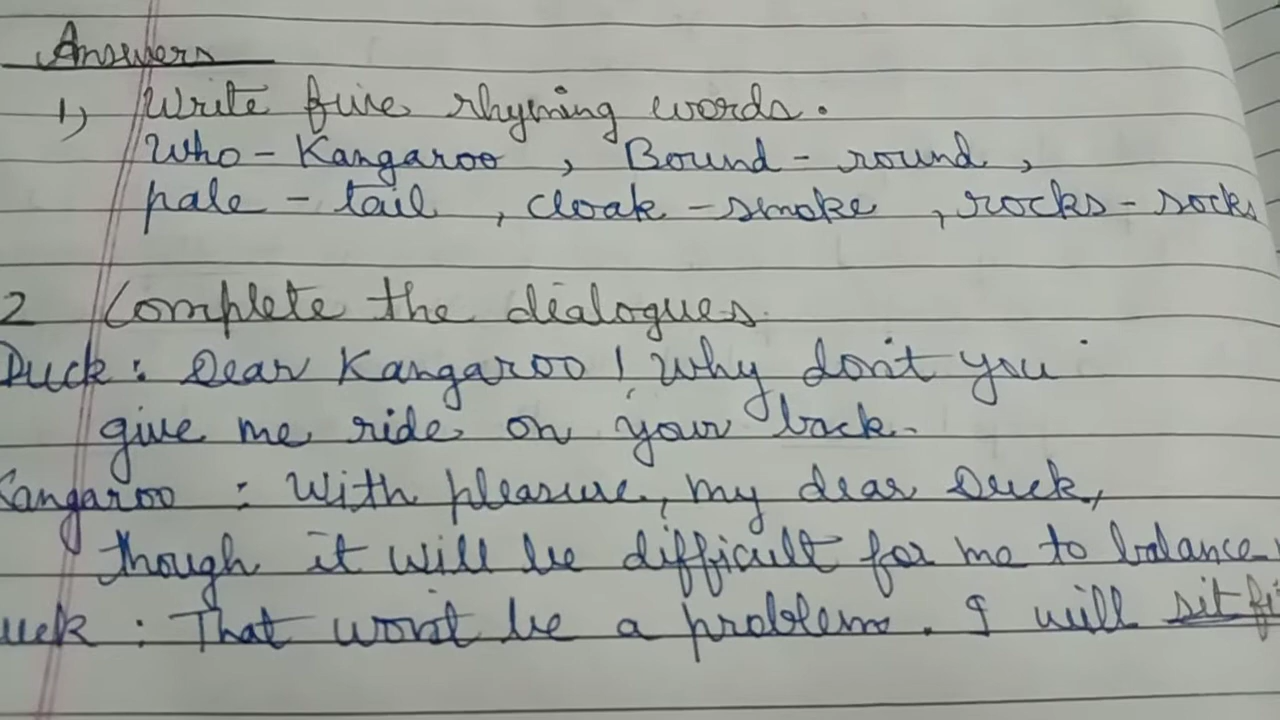 Answers
1) Write five rhyming words.
Who - Kangaroo , Bound - round ,
pale - tail , cloak - smoke , rocks - socks
2 Complete the dialogues.
Duck : Dear Kangaroo ! Why don't you
give me ride on your back.
Kangaroo : With pleasure, my dear Duck,
though it will be difficult for me to balance
uck : That won't be a problem. I will sit